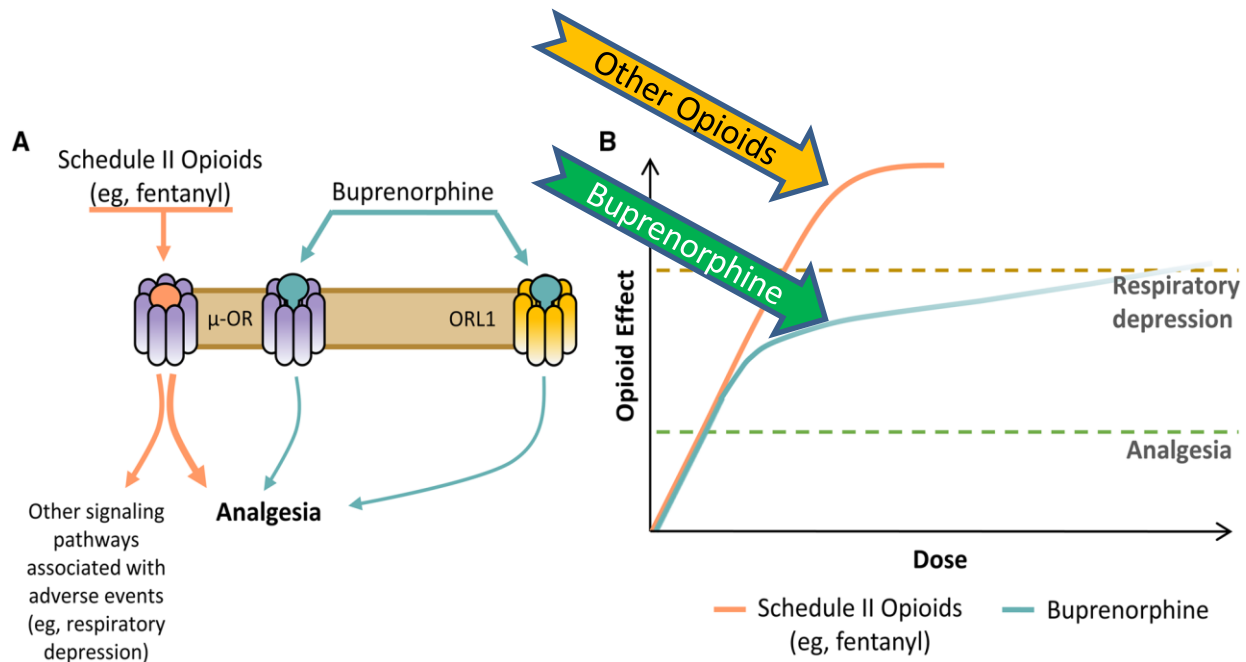 A
Schedule II Opioids
(eg, fentanyl)
Buprenorphine
μ-OR
ORL1
Other signaling
pathways
associated with
adverse events
(eg, respiratory
depression)
Analgesia
Other Opioids
Buprenorphine
B
Opioid Effect
Respiratory
depression
Analgesia
Dose
Schedule II Opioids
(eg, fentanyl)
Buprenorphine